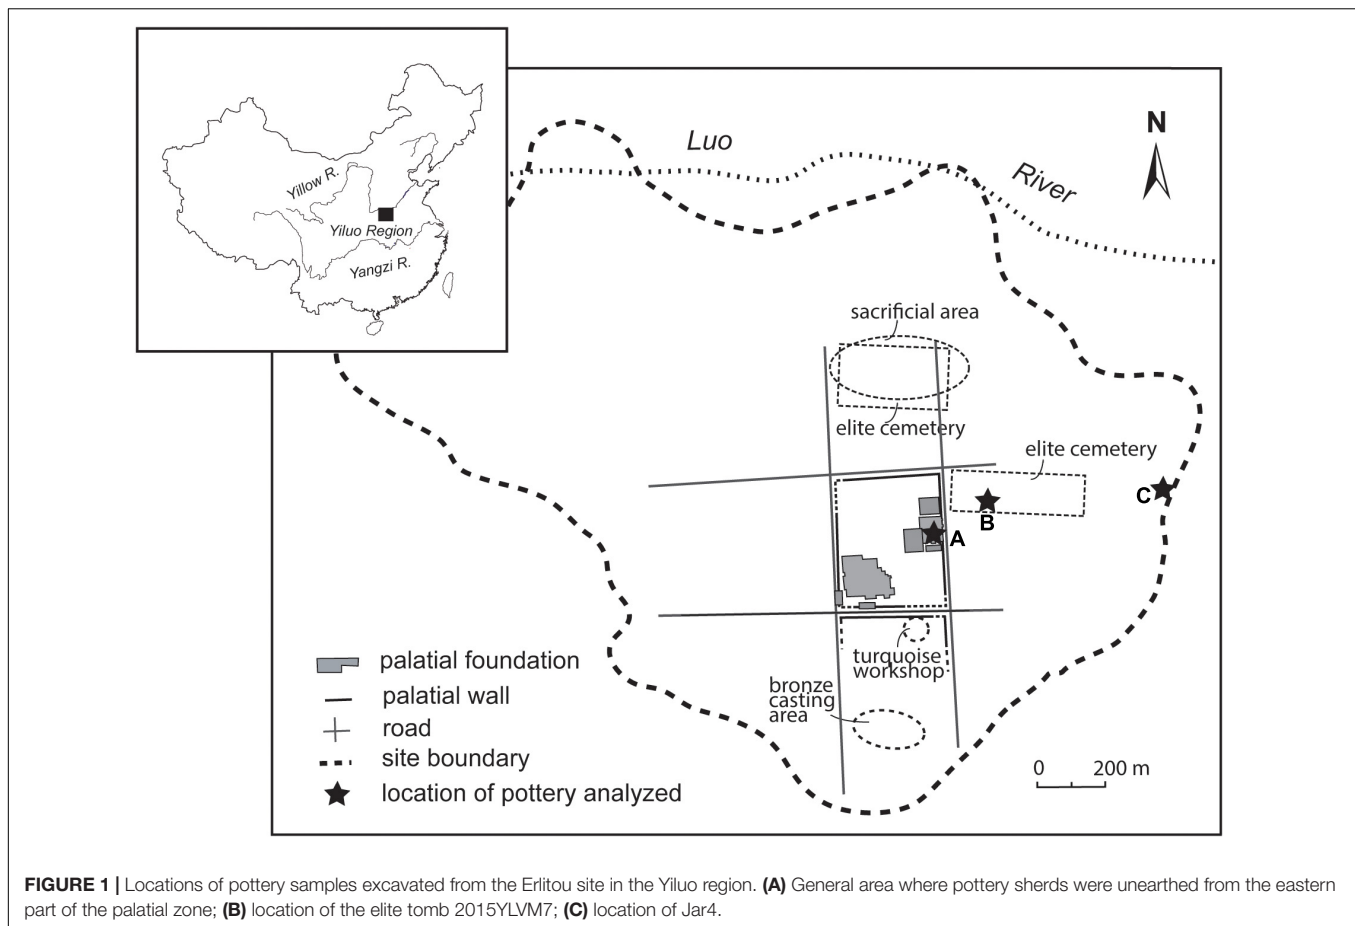 Yillow R.
Yiluo Region
Yangzi R.
Luo
River
N
sacrificial area
elite cemetery
elite cemetery
A
B
C
turquoise
workshop
bronze
casting
area
palatial foundation
palatial wall
road
site boundary
location of pottery analyzed
0 200 m
FIGURE 1 | Locations of pottery samples excavated from the Erlitou site in the Yiluo region. (A) General area where pottery sherds were unearthed from the eastern
part of the palatial zone; (B) location of the elite tomb 2015YLVM7; (C) location of Jar4.